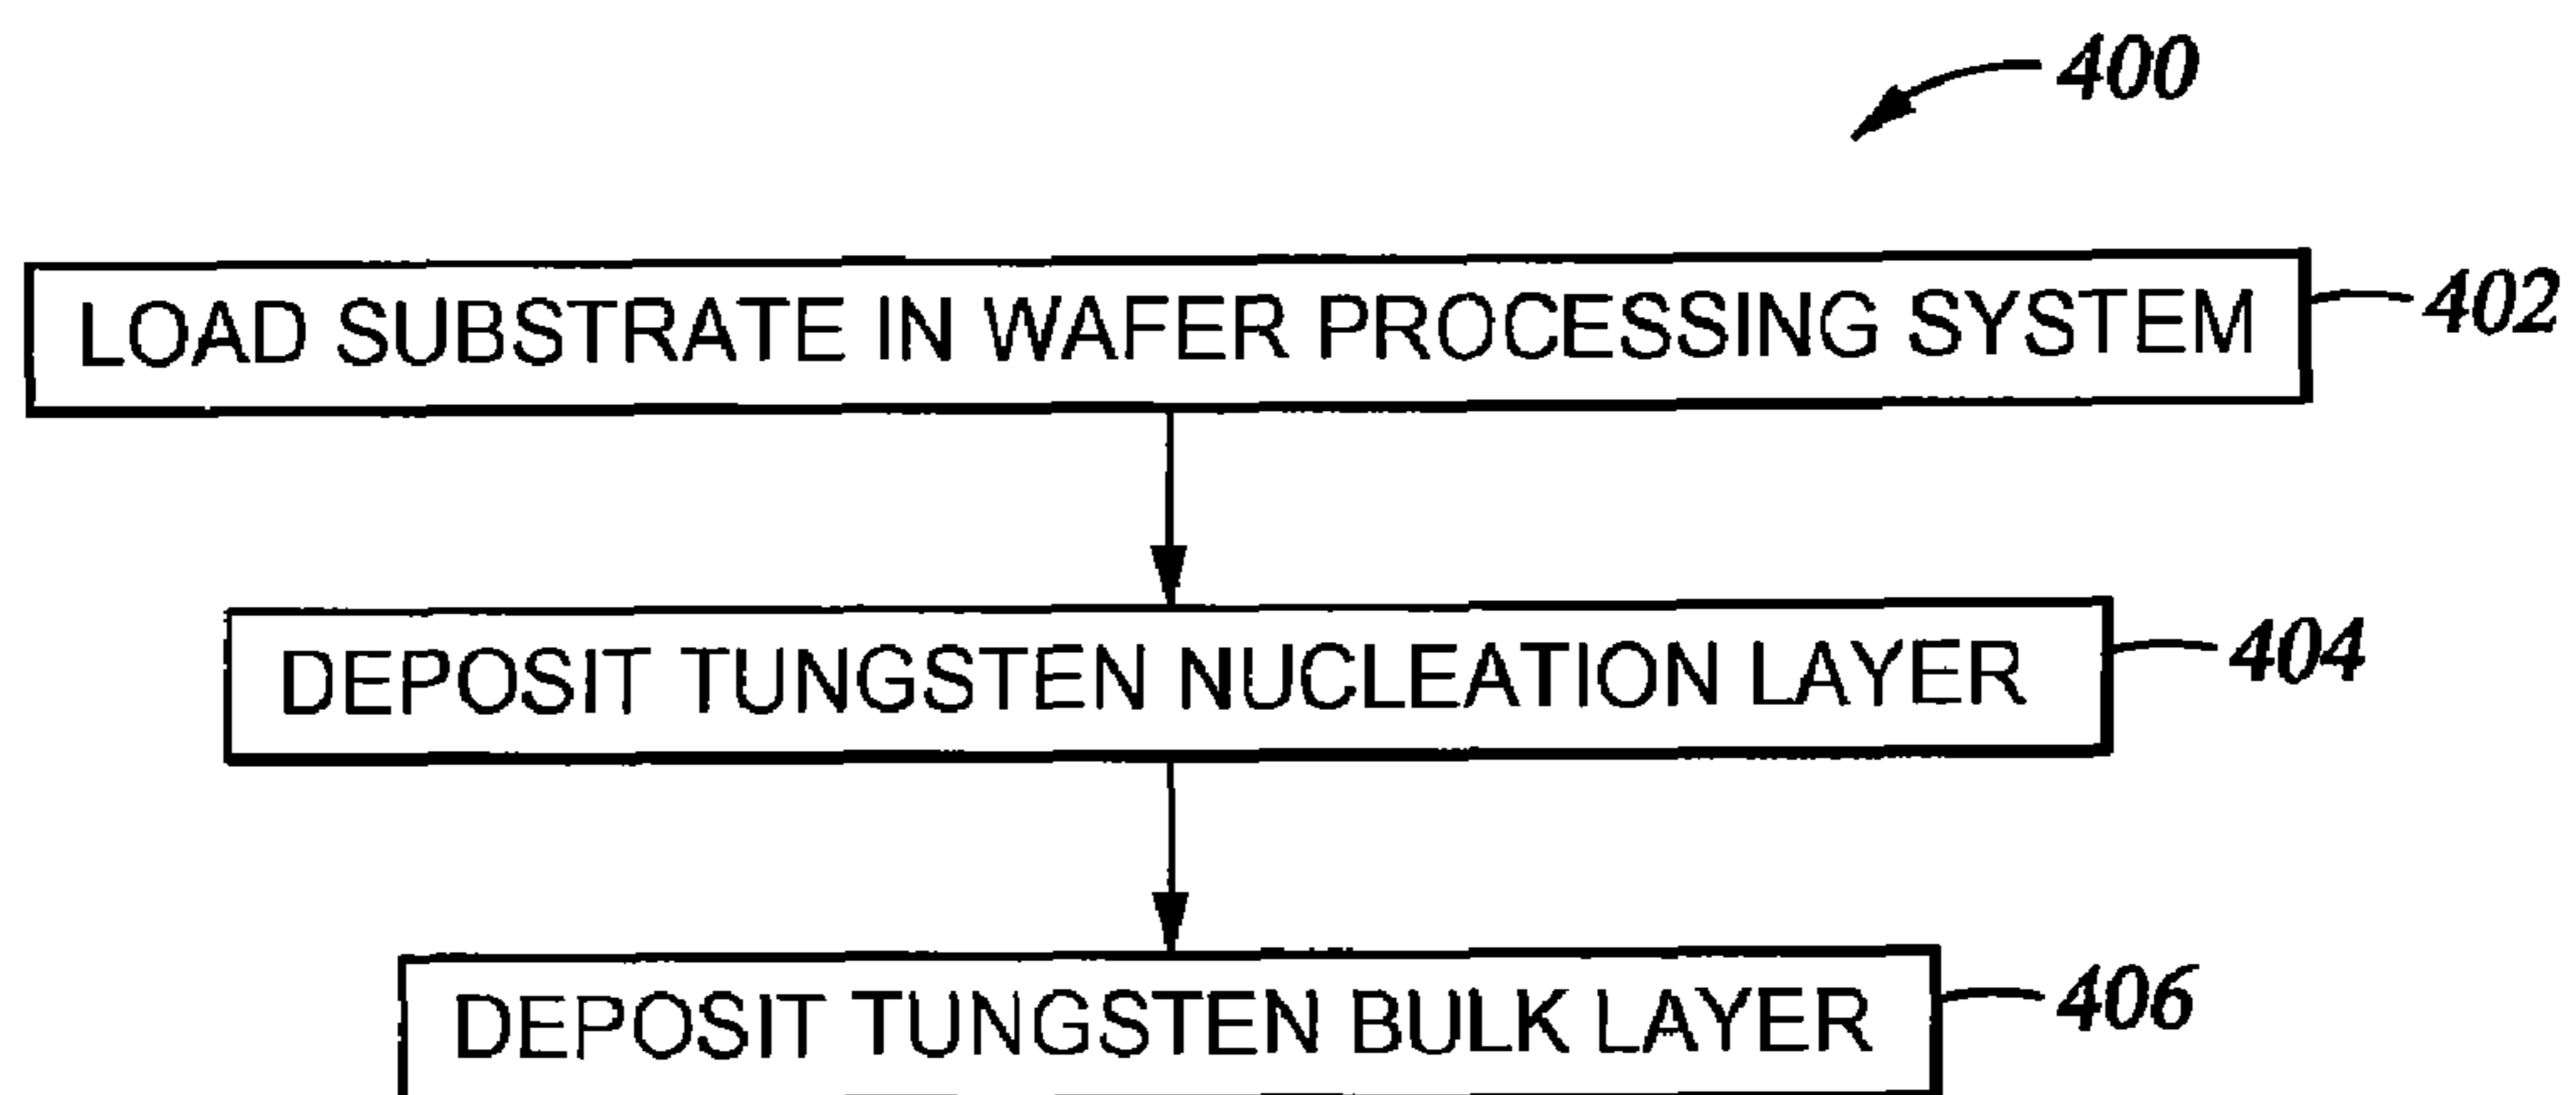 400
LOAD SUBSTRATE IN WAFER PROCESSING SYSTEM
402
DEPOSIT TUNGSTEN NUCLEATION LAYER
404
DEPOSIT TUNGSTEN BULK LAYER
406